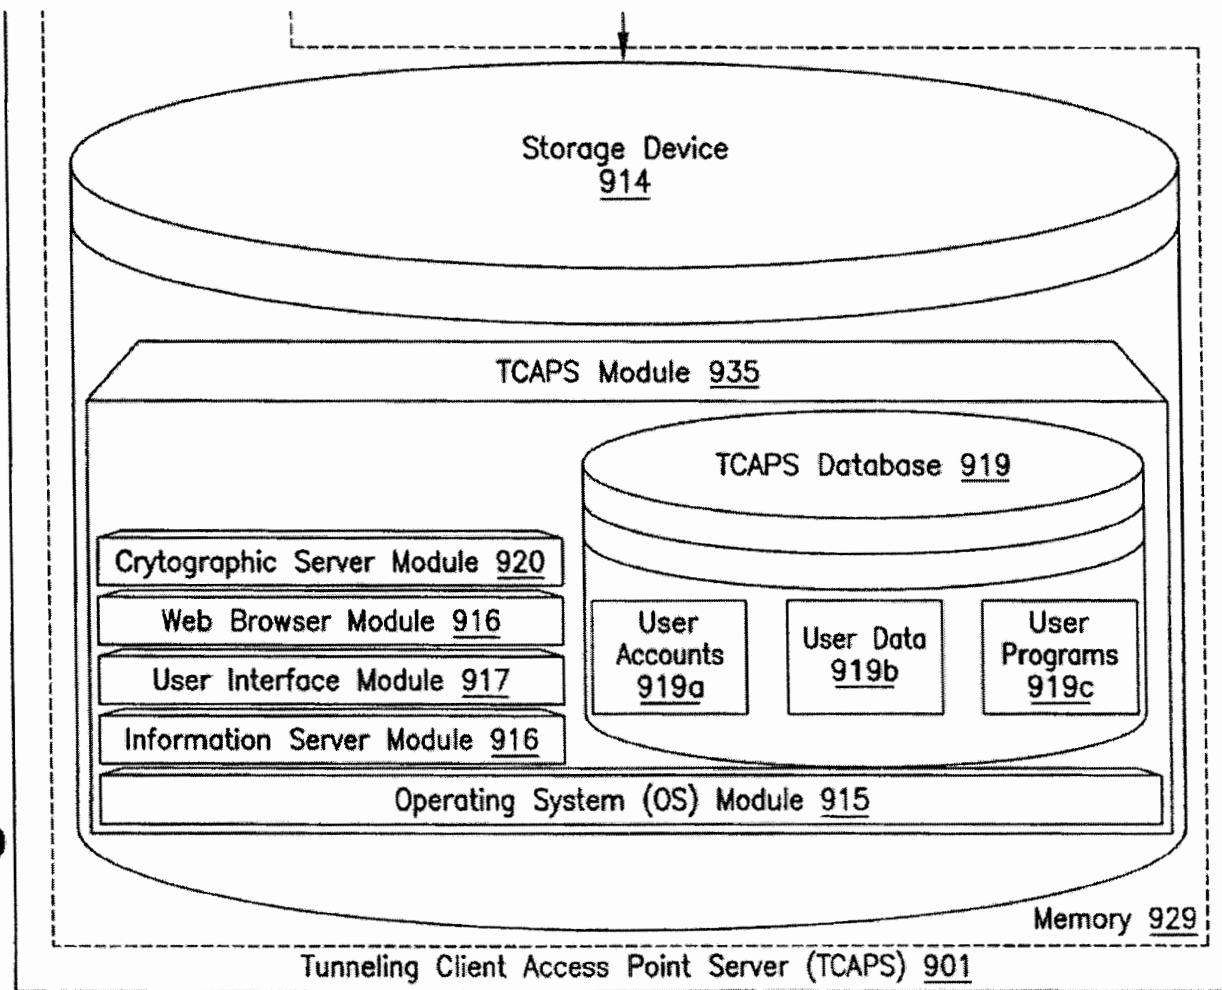 Storage Device
914
TCAPS Module 935
TCAPS Database 919
Crytographic Server Module 920
Web Browser Module 916
User Interface Module 917
Information Server Module 916
User
Accounts
919a
User Data
919b
User
Programs
919c
Operating System (OS) Module 915
Memory 929
Tunneling Client Access Point Server (TCAPS) 901